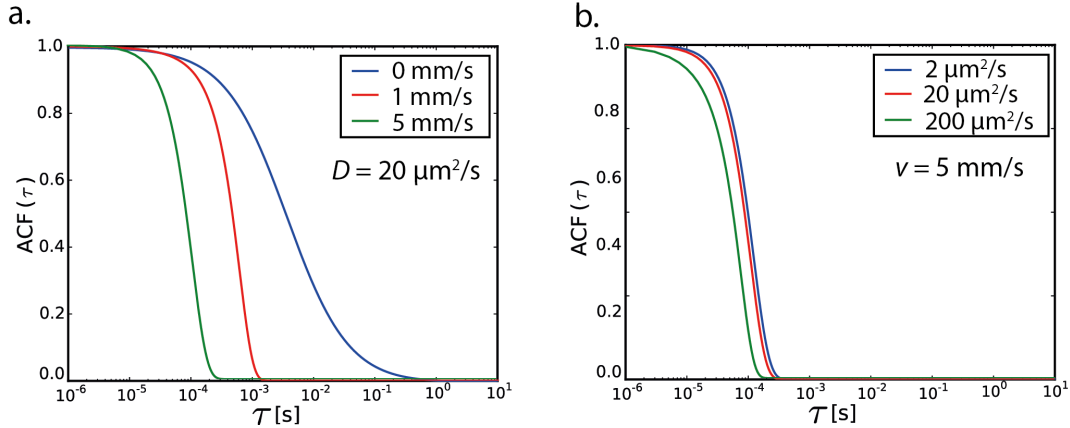 a.
1.0
0.8
0.6
0.4
0.2
0.0
ACF(τ)
0 mm/s
1 mm/s
5 mm/s
D = 20 μm²/s
10⁻⁶ 10⁻⁵ 10⁻⁴ 10⁻³ 10⁻² 10⁻¹ 10⁰ 10¹
τ [s]
b.
1.0
0.8
0.6
0.4
0.2
0.0
ACF(τ)
2 μm²/s
20 μm²/s
200 μm²/s
v = 5 mm/s
10⁻⁶ 10⁻⁵ 10⁻⁴ 10⁻³ 10⁻² 10⁻¹ 10⁰ 10¹
τ [s]